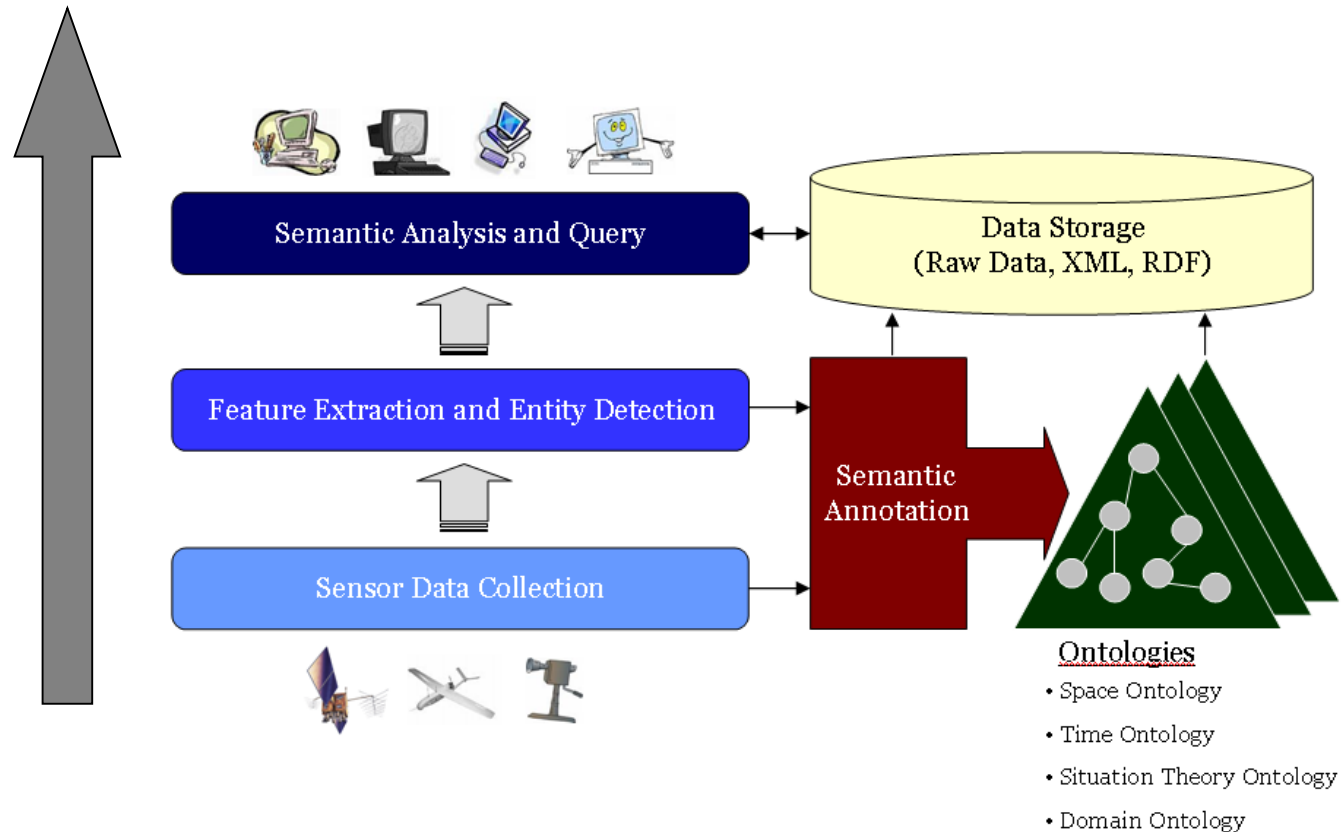 Semantic Analysis and Query
Data Storage
(Raw Data, XML, RDF)
Feature Extraction and Entity Detection
Semantic
Annotation
Sensor Data Collection
Ontologies
• Space Ontology
• Time Ontology
• Situation Theory Ontology
• Domain Ontology